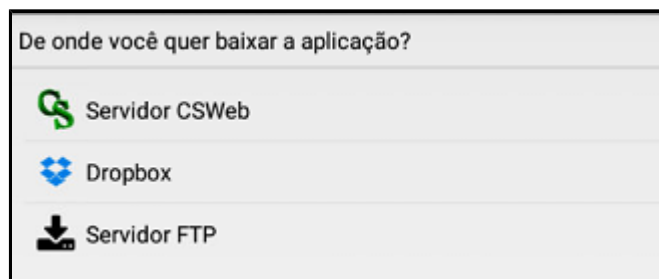 De onde você quer baixar a aplicação?
Servidor CSWeb
Dropbox
Servidor FTP